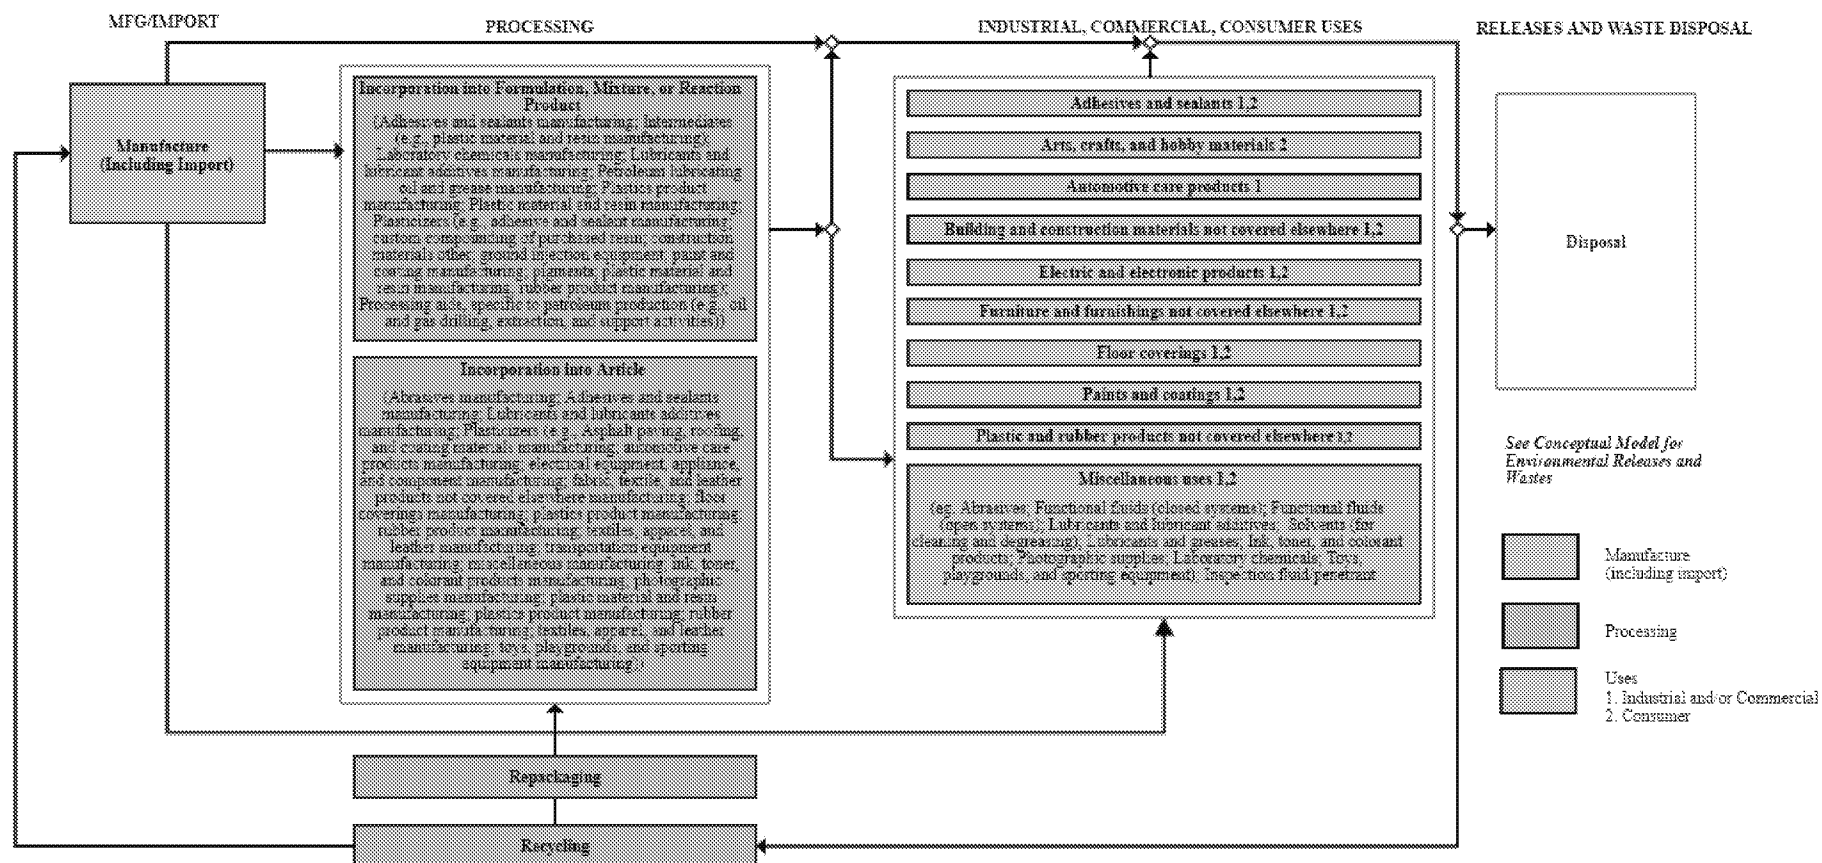 MFG/IMPORT
PROCESSING
INDUSTRIAL, COMMERCIAL, CONSUMER USES
RELEASES AND WASTE DISPOSAL
Manufacture
(Including Import)
Incorporation into Formulation, Mixture, or Reaction
Product
(Adhesives and sealants manufacturing; Intermediates
(e.g., plastic material and resin manufacturing);
Laboratory chemicals manufacturing; Lubricants and
lubricant additives manufacturing; Petroleum lubricating
oil and grease manufacturing; Plastics product
manufacturing; Plastic material and resin manufacturing;
Plasticizers (e.g., adhesive and sealant manufacturing;
custom compounding of purchased resin; construction
materials other; ground injection equipment; paint and
coating manufacturing; pigments; plastic material and
resin manufacturing; rubber product manufacturing);
Processing aids, specific to petroleum production (e.g., oil
and gas drilling, extraction, and support activities))
Incorporation into Article
(Abrasives manufacturing; Adhesives and sealants
manufacturing; Lubricants and lubricants additives
manufacturing; Plasticizers (e.g., Asphalt paving, roofing,
and coating materials manufacturing; automotive care
products manufacturing; electrical equipment, appliance,
and component manufacturing; fabric, textile, and leather
products not covered elsewhere manufacturing; floor
coverings manufacturing; plastics product manufacturing;
rubber product manufacturing; textiles, apparel, and
leather manufacturing; transportation equipment
manufacturing; miscellaneous manufacturing; ink, toner,
and colorant products manufacturing; photographic
supplies manufacturing; plastic material and resin
manufacturing; plastics product manufacturing; rubber
product manufacturing; textiles, apparel, and leather
manufacturing; toys, playgrounds, and sporting
equipment manufacturing))
Repackaging
Recycling
Adhesives and sealants 1,2
Arts, crafts, and hobby materials 2
Automotive care products 1
Building and construction materials not covered elsewhere 1,2
Electric and electronic products 1,2
Furniture and furnishings not covered elsewhere 1,2
Floor coverings 1,2
Paints and coatings 1,2
Plastic and rubber products not covered elsewhere 1,2
Miscellaneous uses 1,2
(eg. Abrasives; Functional fluids (closed systems); Functional fluids
(open systems); Lubricants and lubricant additives; Solvents (for
cleaning and degreasing); Lubricants and greases; Ink, toner, and colorant
products; Photographic supplies; Laboratory chemicals; Toys,
playgrounds, and sporting equipment); Inspection fluid/penetrant
Disposal
See Conceptual Model for
Environmental Releases and
Wastes
Manufacture
(including import)
Processing
Uses
1. Industrial and/or Commercial
2. Consumer